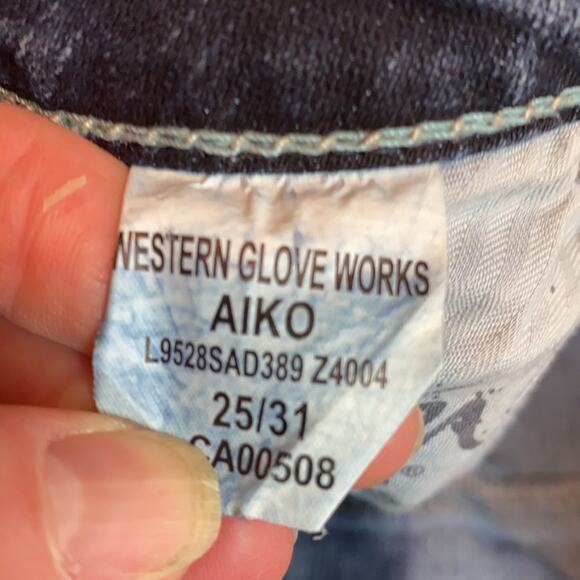 WESTERN GLOVE WORKS
AIKO
L9528SAD389 Z4004
25/31
CA00508